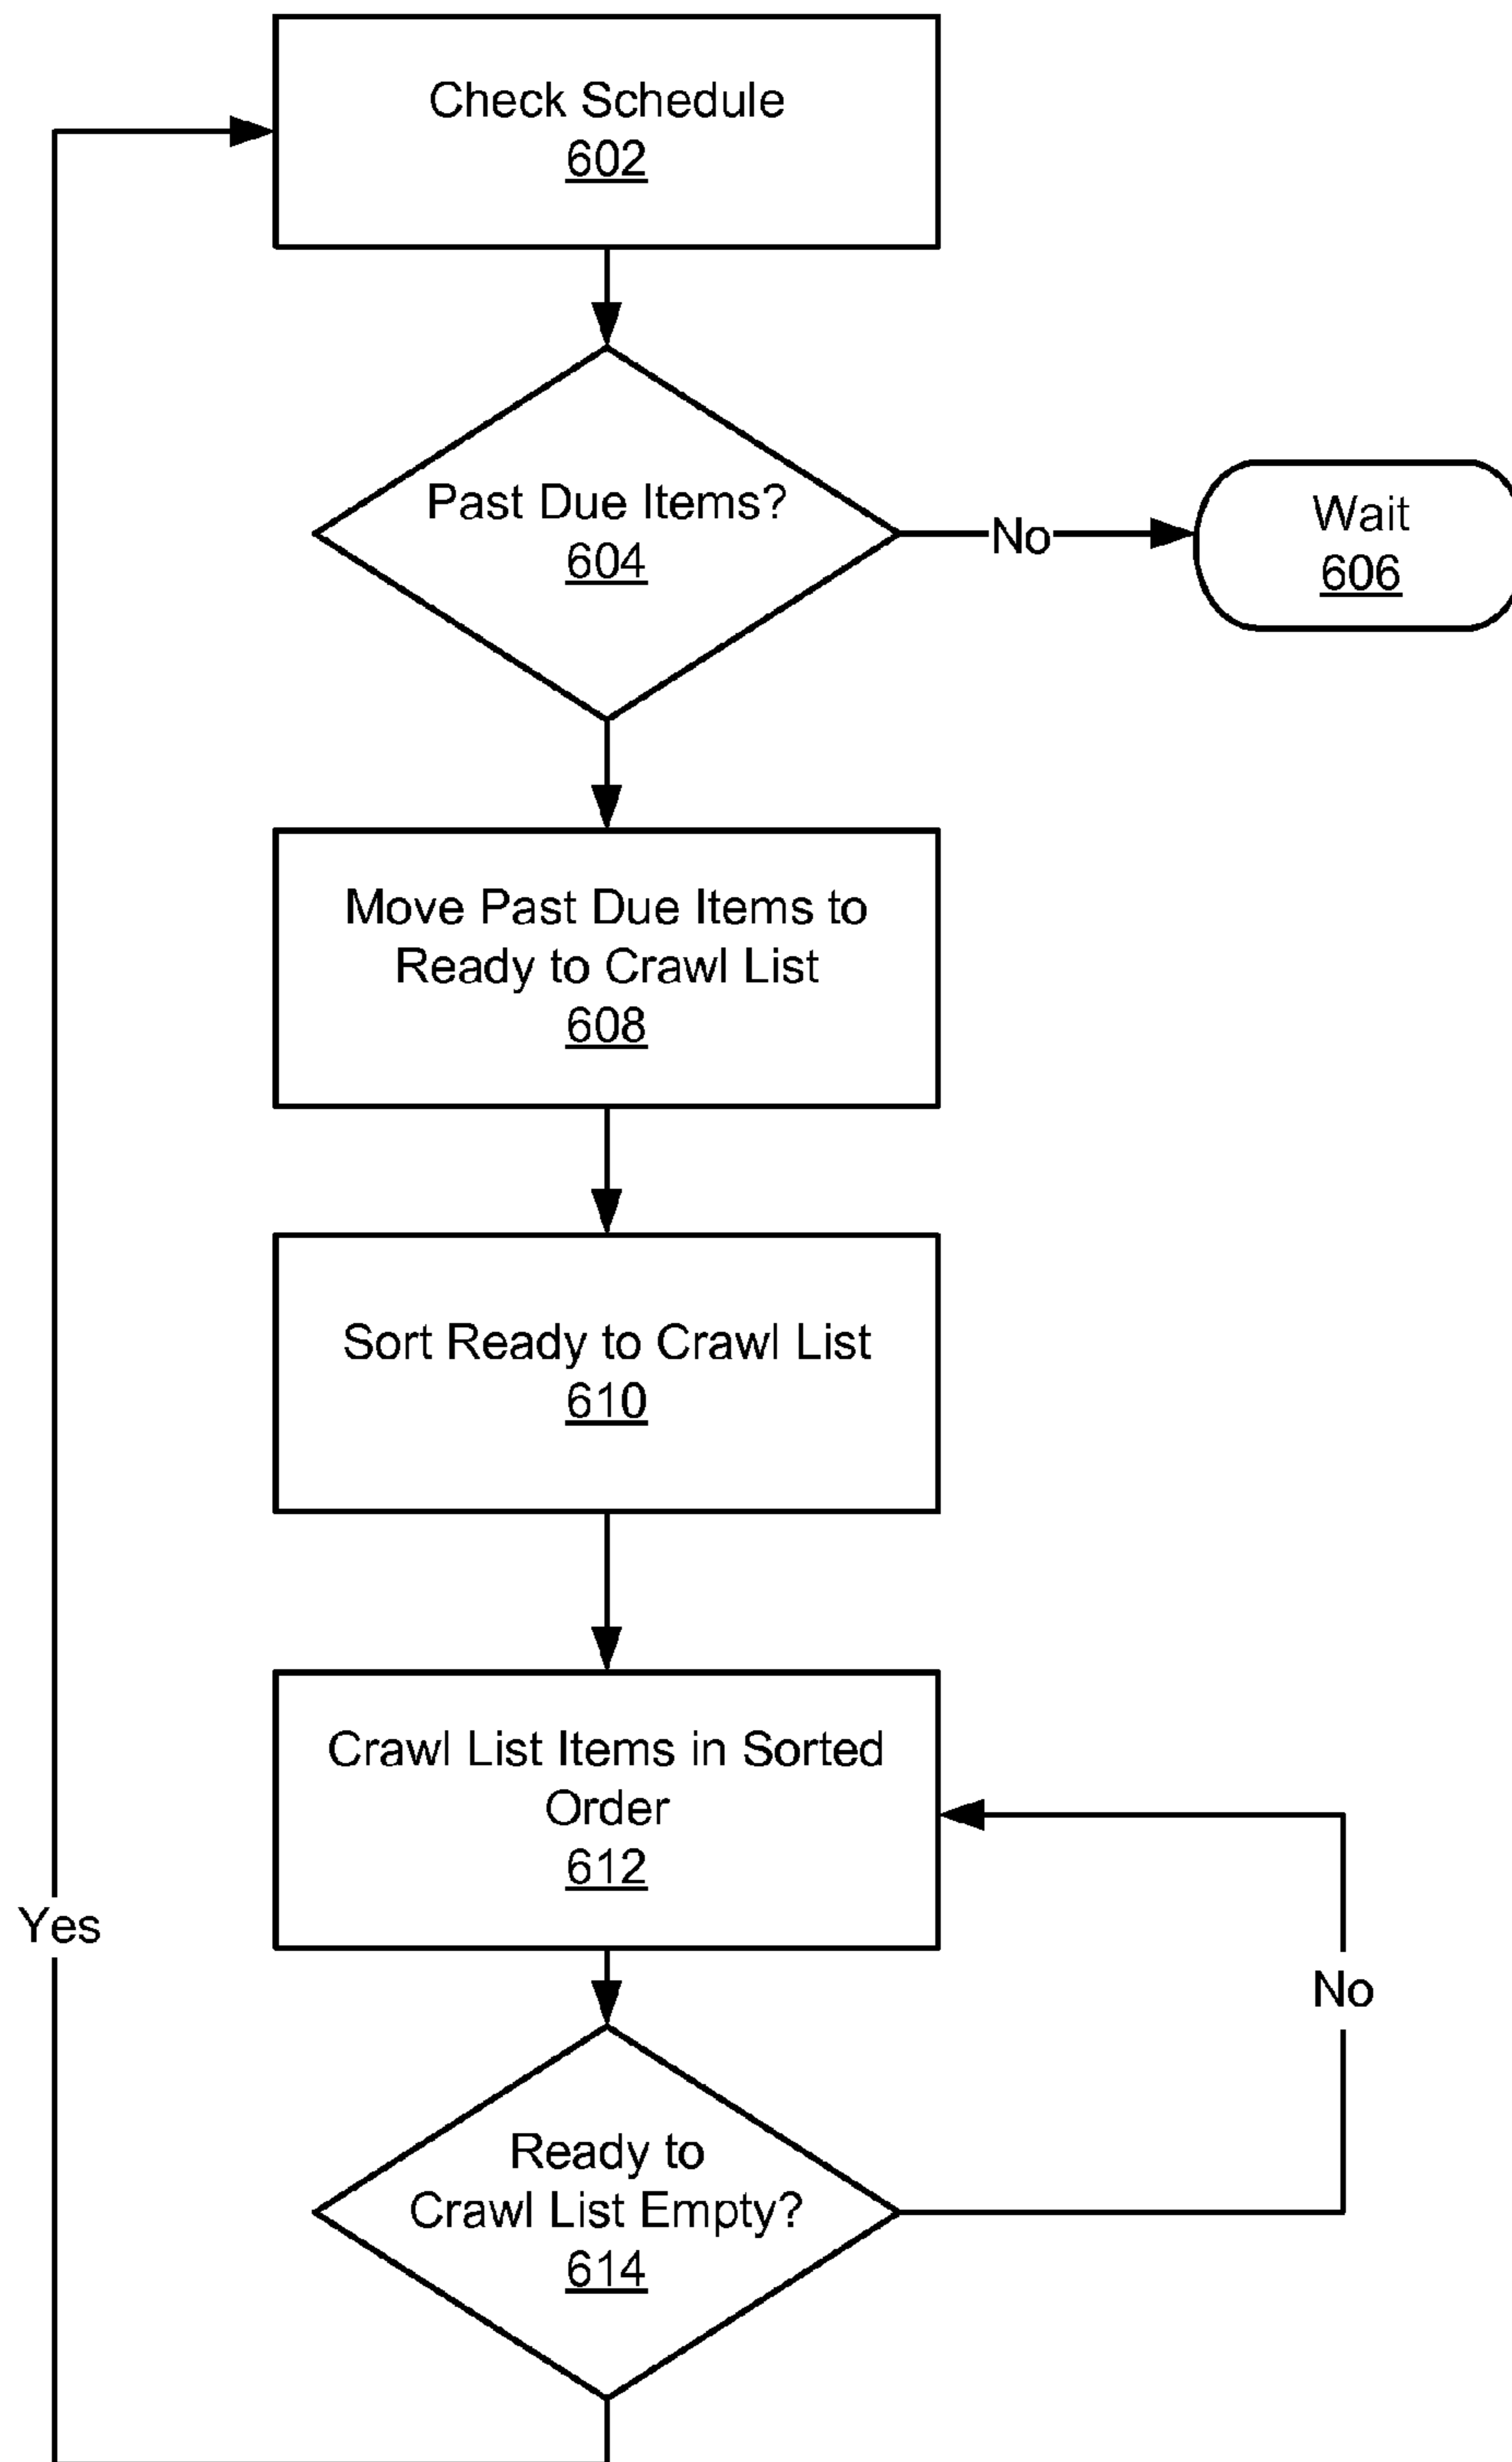 Check Schedule
602
Past Due Items?
604
No
Wait
606
Move Past Due Items to
Ready to Crawl List
608
Sort Ready to Crawl List
610
Crawl List Items in Sorted
Order
612
Yes
No
Ready to
Crawl List Empty?
614